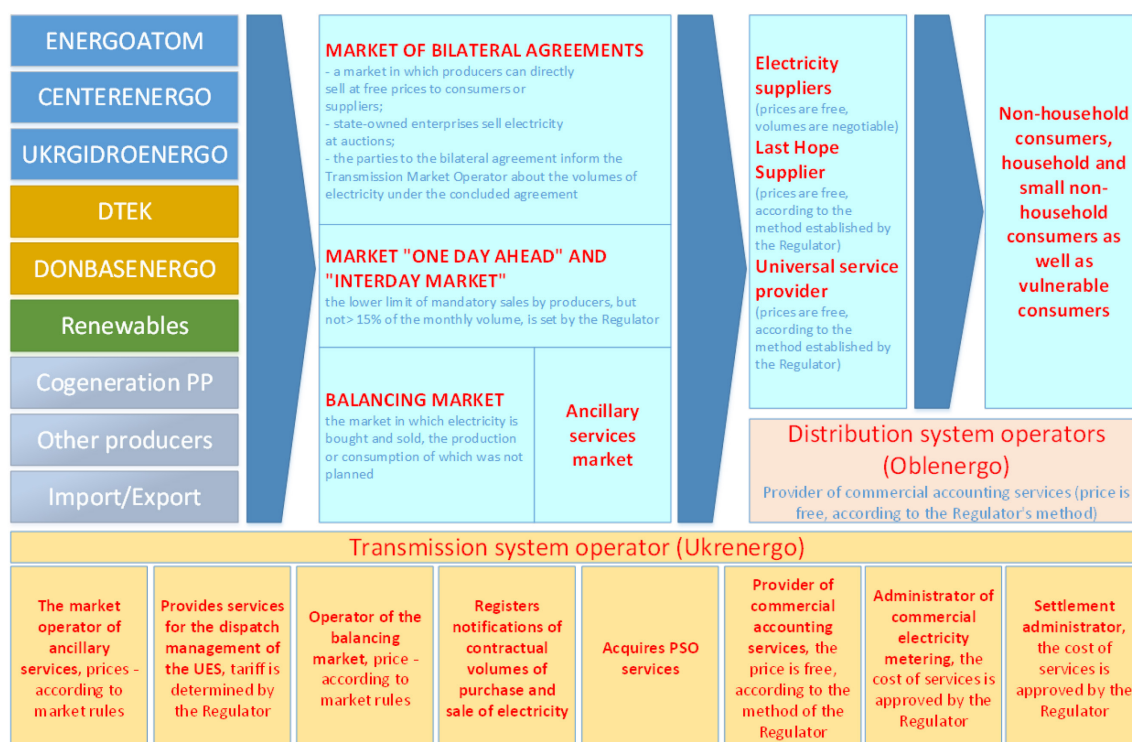 ENERGOATOM
CENTERENERGO
UKRGIDROENERGO
DTEK
DONBASENERGO
Renewables
Cogeneration PP
Other producers
Import/Export
MARKET OF BILATERAL AGREEMENTS
- a market in which producers can directly
sell at free prices to consumers or
suppliers;
- state-owned enterprises sell electricity
at auctions;
- the parties to the bilateral agreement inform the
Transmission Market Operator about the volumes of
electricity under the concluded agreement
MARKET "ONE DAY AHEAD" AND
"INTERDAY MARKET"
the lower limit of mandatory sales by producers, but
not> 15% of the monthly volume, is set by the Regulator
BALANCING MARKET
the market in which electricity is
bought and sold, the production
or consumption of which was not
planned
Ancillary
services
market
Electricity
suppliers
(prices are free,
volumes are negotiable)
Last Hope
Supplier
(prices are free,
according to the
method established by
the Regulator)
Universal service
provider
(prices are free,
according to the
method established by
the Regulator)
Non-household
consumers,
household and
small non-
household
consumers as
well as
vulnerable
consumers
Distribution system operators
(Oblenergo)
Provider of commercial accounting services (price is
free, according to the Regulator's method)
Transmission system operator (Ukrenergo)
The market
operator of
ancillary
services, prices -
according to
market rules
Provides services
for the dispatch
management of
the UES, tariff is
determined by
the Regulator
Operator of the
balancing
market, price -
according to
market rules
Registers
notifications of
contractual
volumes of
purchase and
sale of electricity
Acquires PSO
services
Provider of
commercial
accounting
services, the
price is free,
according to the
method of the
Regulator
Administrator of
commercial
electricity
metering, the
cost of services is
approved by the
Regulator
Settlement
administrator,
the cost of
services is
approved by the
Regulator